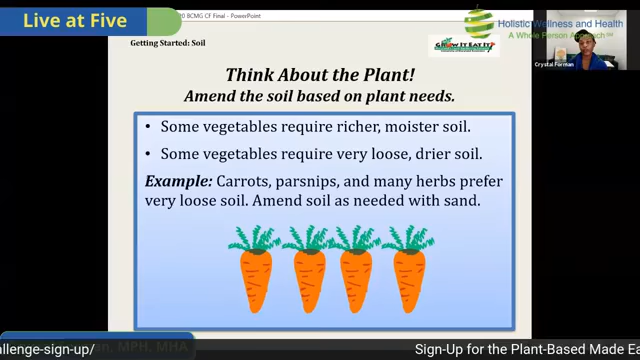 Live at Five
20 BCMG CF Final - PowerPoint
Holistic Wellness and Health
A Whole Person Approach
Getting Started: Soil
GROW IT EAT IT
Crystal Forman
Think About the Plant!
Amend the soil based on plant needs.
• Some vegetables require richer, moister soil.
• Some vegetables require very loose, drier soil.
Example: Carrots, parsnips, and many herbs prefer
very loose soil. Amend soil as needed with sand.
an, MPH, MHA
allenge-sign-up/ Sign-Up for the Plant-Based Made Ea